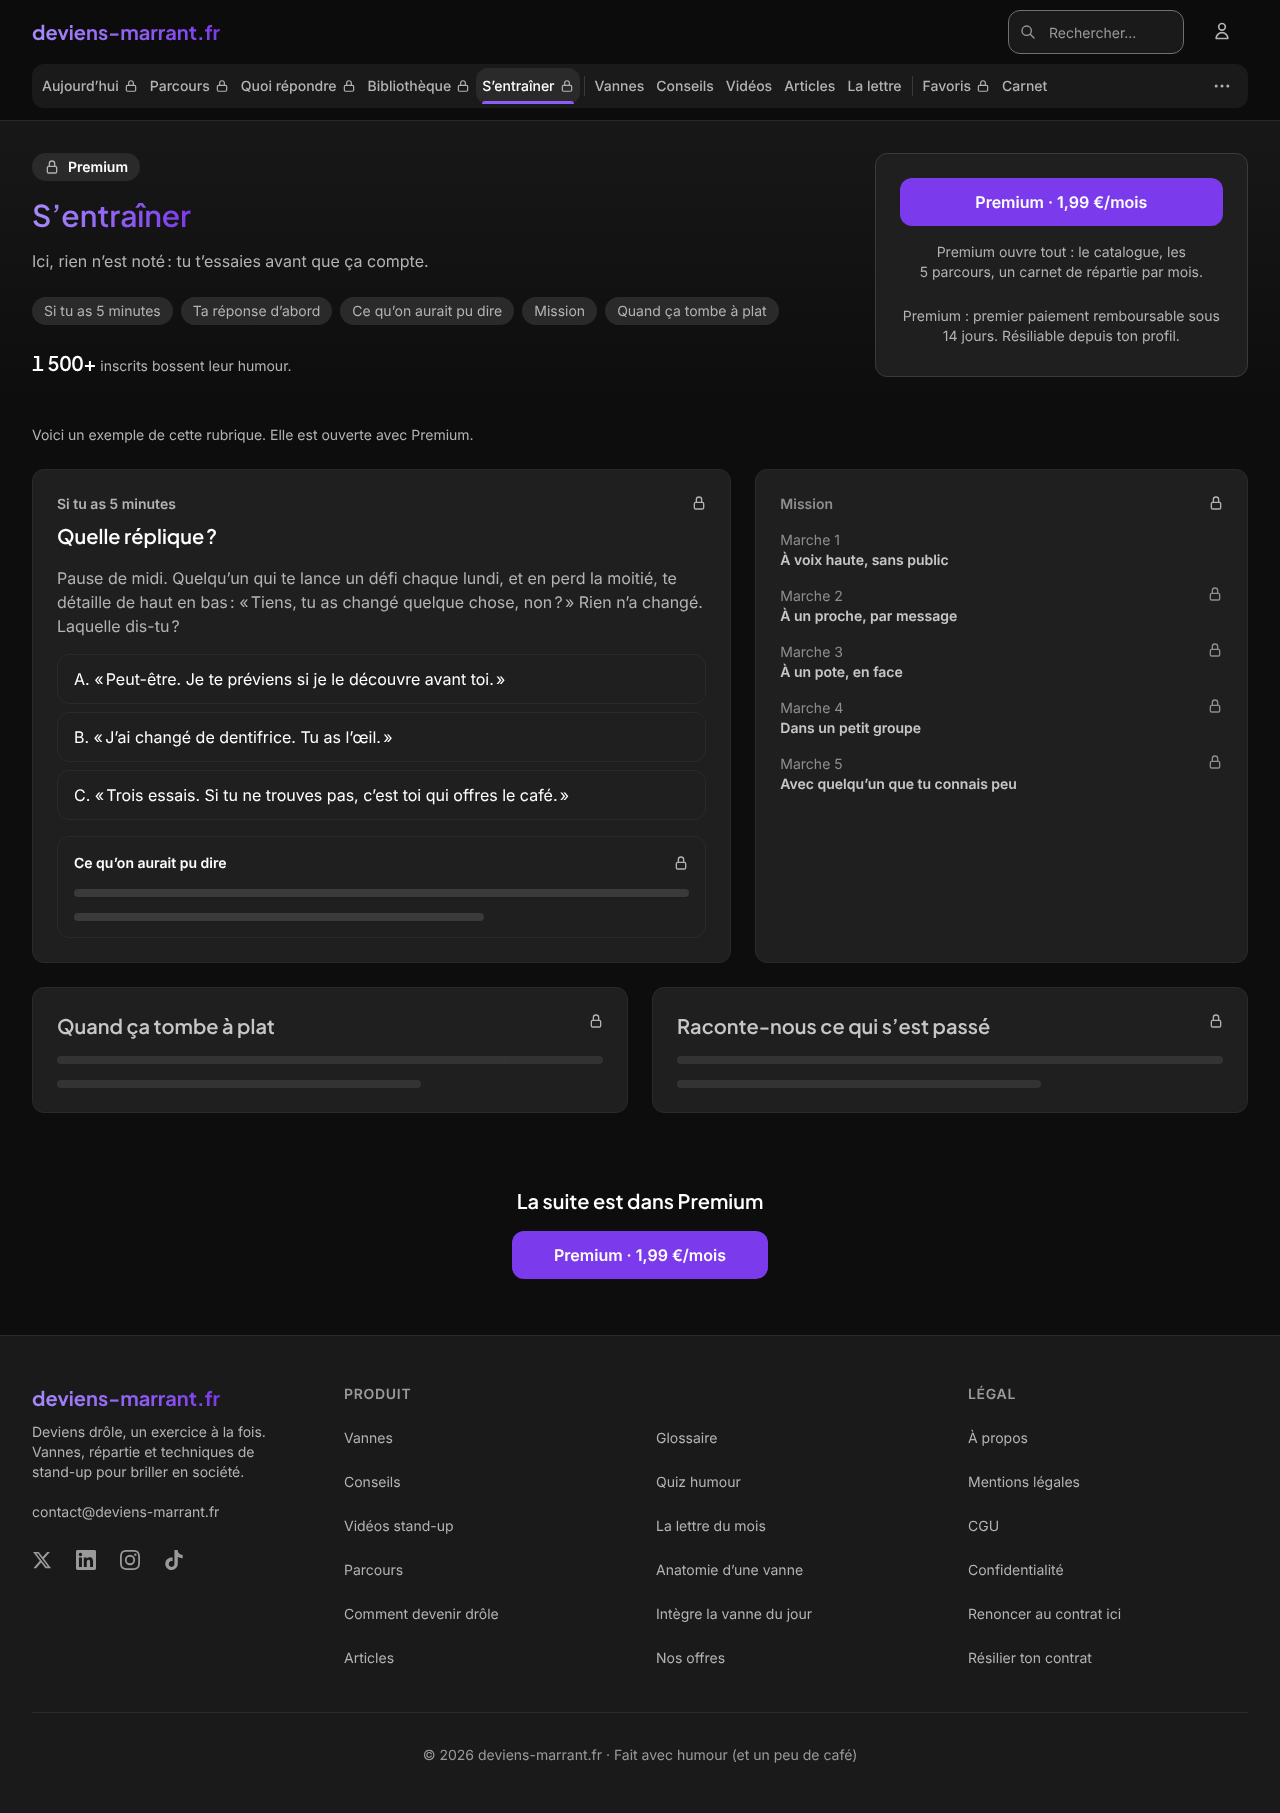 deviens-marrant.fr
Rechercher...
Aujourd’hui Parcours Quoi répondre Bibliothèque S’entraîner Vannes Conseils Vidéos Articles La lettre Favoris Carnet
Premium
S’entraîner
Ici, rien n’est noté : tu t’essaies avant que ça compte.
Si tu as 5 minutes Ta réponse d’abord Ce qu’on aurait pu dire Mission Quand ça tombe à plat
1 500+ inscrits bossent leur humour.
Premium · 1,99 €/mois
Premium ouvre tout : le catalogue, les
5 parcours, un carnet de répartie par mois.
Premium : premier paiement remboursable sous
14 jours. Résiliable depuis ton profil.
Voici un exemple de cette rubrique. Elle est ouverte avec Premium.
Si tu as 5 minutes
Quelle réplique ?
Pause de midi. Quelqu’un qui te lance un défi chaque lundi, et en perd la moitié, te
détaille de haut en bas : « Tiens, tu as changé quelque chose, non ? » Rien n’a changé.
Laquelle dis-tu ?
A. « Peut-être. Je te préviens si je le découvre avant toi. »
B. « J’ai changé de dentifrice. Tu as l’œil. »
C. « Trois essais. Si tu ne trouves pas, c’est toi qui offres le café. »
Ce qu’on aurait pu dire
Mission
Marche 1
À voix haute, sans public
Marche 2
À un proche, par message
Marche 3
À un pote, en face
Marche 4
Dans un petit groupe
Marche 5
Avec quelqu’un que tu connais peu
Quand ça tombe à plat
Raconte-nous ce qui s’est passé
La suite est dans Premium
Premium · 1,99 €/mois
deviens-marrant.fr
Deviens drôle, un exercice à la fois.
Vannes, répartie et techniques de
stand-up pour briller en société.
contact@deviens-marrant.fr
PRODUIT
Vannes
Conseils
Vidéos stand-up
Parcours
Comment devenir drôle
Articles
Glossaire
Quiz humour
La lettre du mois
Anatomie d’une vanne
Intègre la vanne du jour
Nos offres
LÉGAL
À propos
Mentions légales
CGU
Confidentialité
Renoncer au contrat ici
Résilier ton contrat
© 2026 deviens-marrant.fr · Fait avec humour (et un peu de café)